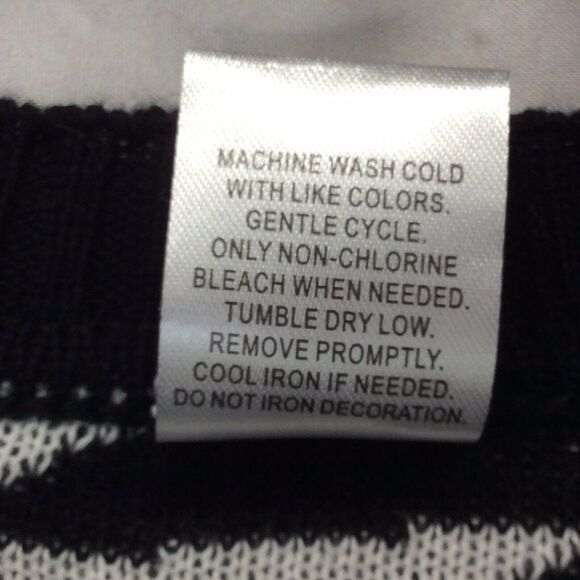 MACHINE WASH COLD
WITH LIKE COLORS.
GENTLE CYCLE.
ONLY NON-CHLORINE
BLEACH WHEN NEEDED.
TUMBLE DRY LOW.
REMOVE PROMPTLY.
COOL IRON IF NEEDED.
DO NOT IRON DECORATION.